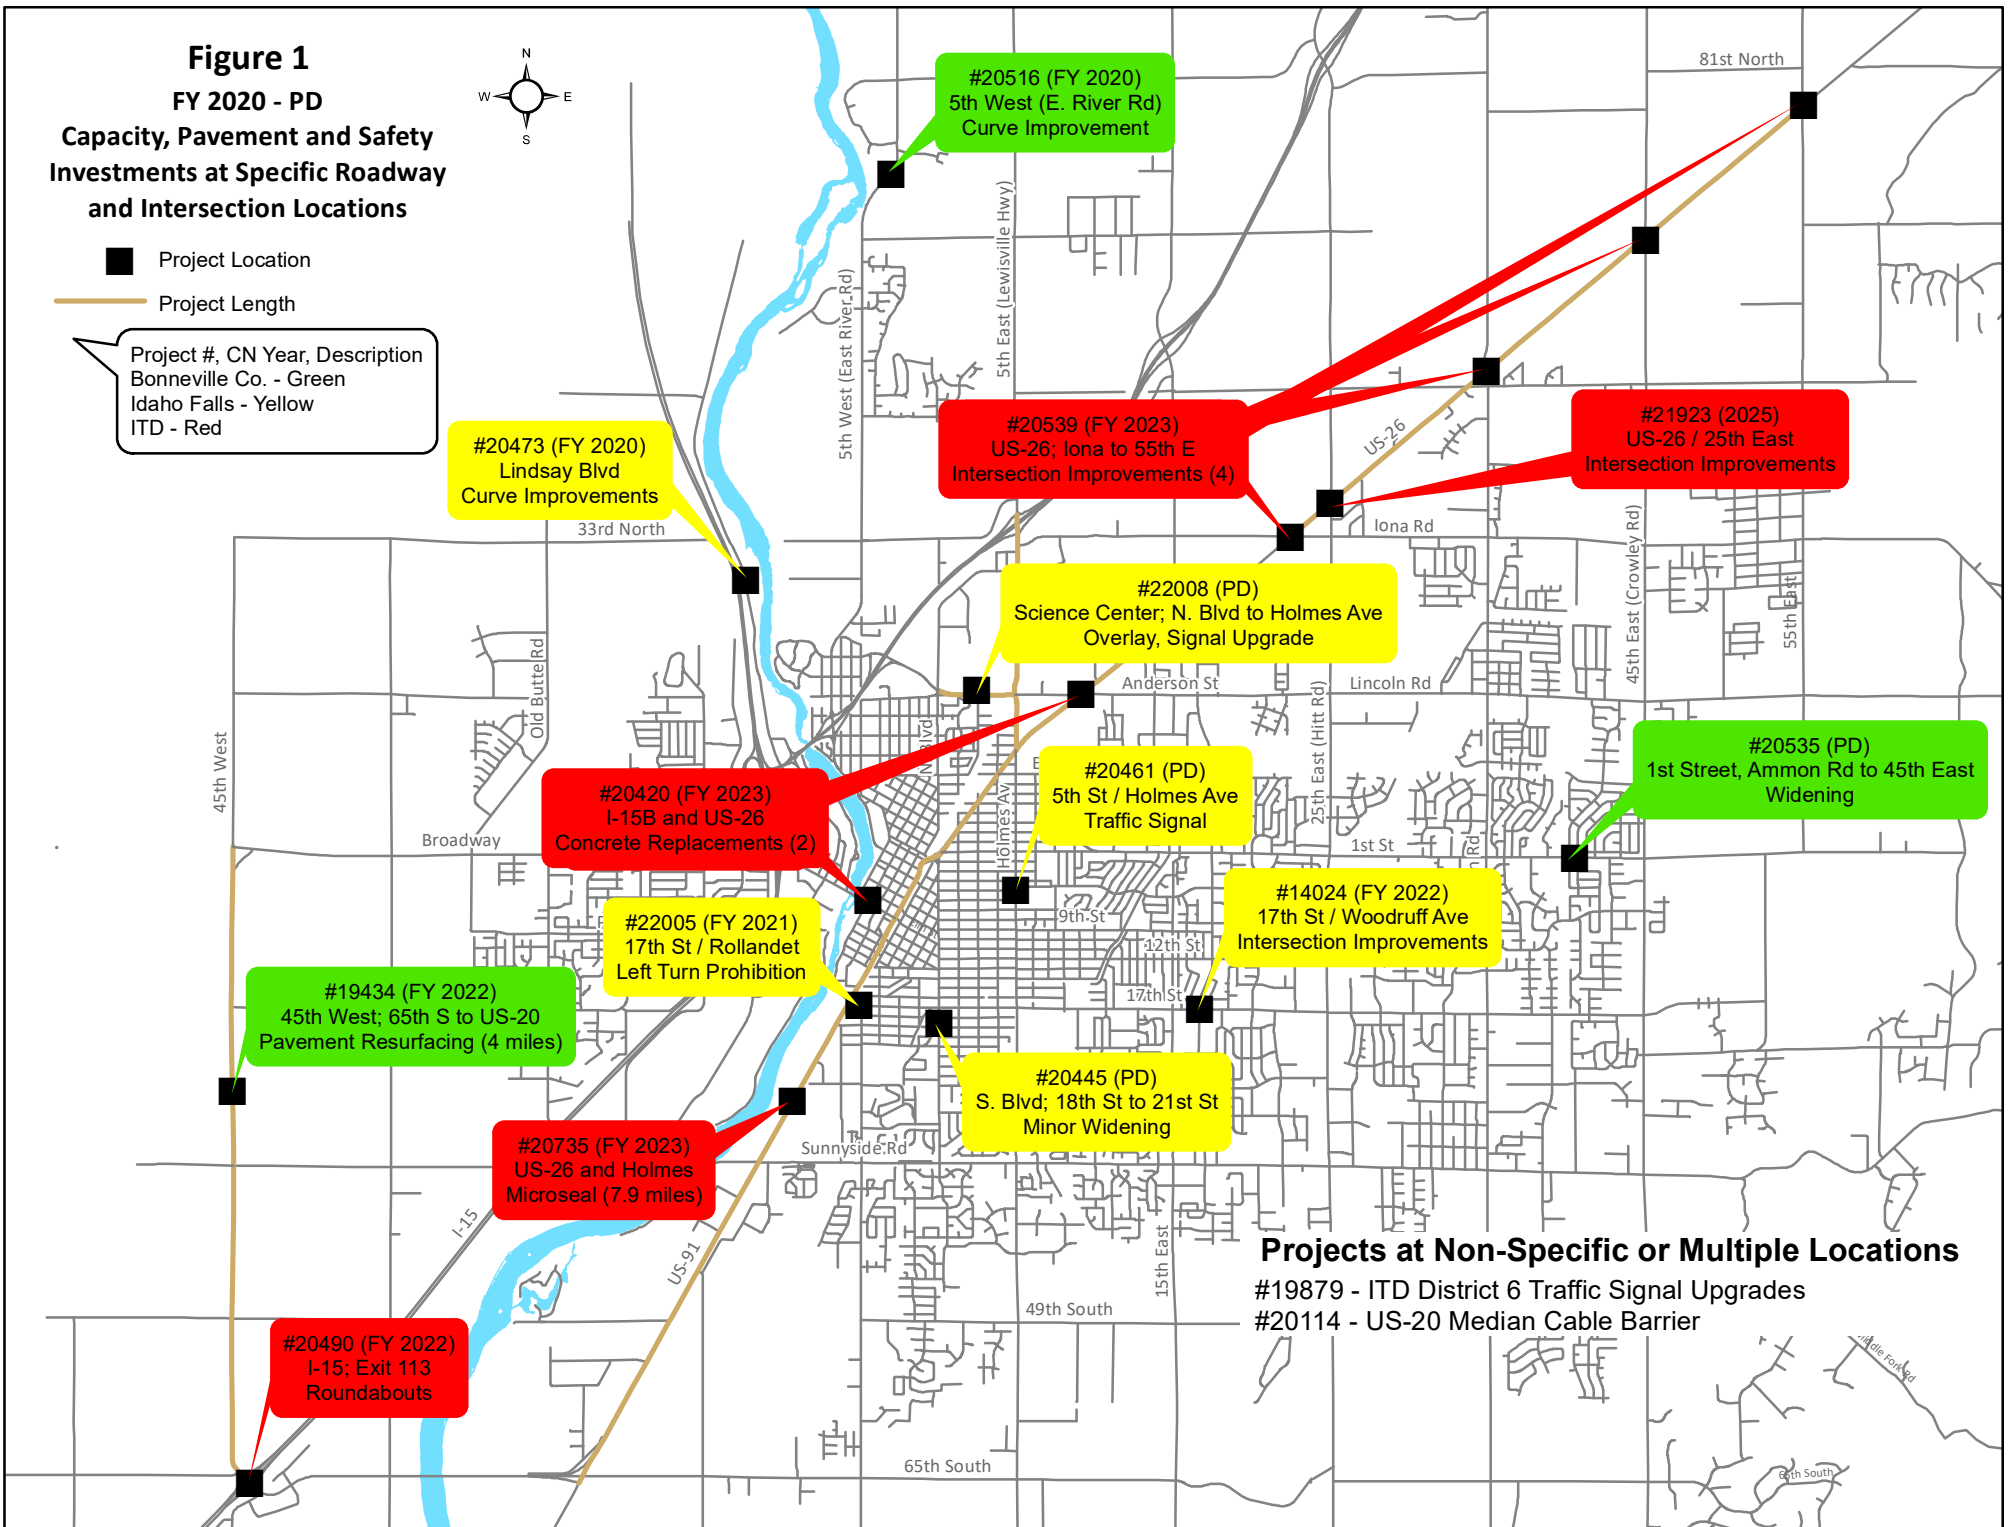 Figure 1
FY 2020 - PD
Capacity, Pavement and Safety
Investments at Specific Roadway
and Intersection Locations
N
W
E
S
Project Location
Project Length
Project #, CN Year, Description
Bonneville Co. - Green
Idaho Falls - Yellow
ITD - Red
#20516 (FY 2020)
5th West (E. River Rd)
Curve Improvement
81st North
5th East (Lewisville Hwy)
5th West (East River Rd)
#20473 (FY 2020)
Lindsay Blvd
Curve Improvements
#20539 (FY 2023)
US-26; Iona to 55th E
Intersection Improvements (4)
US-26
#21923 (2025)
US-26 / 25th East
Intersection Improvements
33rd North
Iona Rd
45th East (Crowley Rd)
55th East
#22008 (PD)
Science Center; N. Blvd to Holmes Ave
Overlay, Signal Upgrade
Old Butte Rd
45th West
Anderson St
Lincoln Rd
25th East (Hitt Rd)
N Blvd
Holmes Av
#20535 (PD)
1st Street, Ammon Rd to 45th East
Widening
#20420 (FY 2023)
I-15B and US-26
Concrete Replacements (2)
#20461 (PD)
5th St / Holmes Ave
Traffic Signal
Broadway
1st St
n Rd
#14024 (FY 2022)
17th St / Woodruff Ave
Intersection Improvements
#22005 (FY 2021)
17th St / Rollandet
Left Turn Prohibition
9th St
12th St
17th St
#19434 (FY 2022)
45th West; 65th S to US-20
Pavement Resurfacing (4 miles)
#20445 (PD)
S. Blvd; 18th St to 21st St
Minor Widening
#20735 (FY 2023)
US-26 and Holmes
Microseal (7.9 miles)
Sunnyside Rd
I-15
US-91
15th East
Projects at Non-Specific or Multiple Locations
#19879 - ITD District 6 Traffic Signal Upgrades
#20114 - US-20 Median Cable Barrier
49th South
#20490 (FY 2022)
I-15; Exit 113
Roundabouts
dle Fork Rd
65th South
65th South